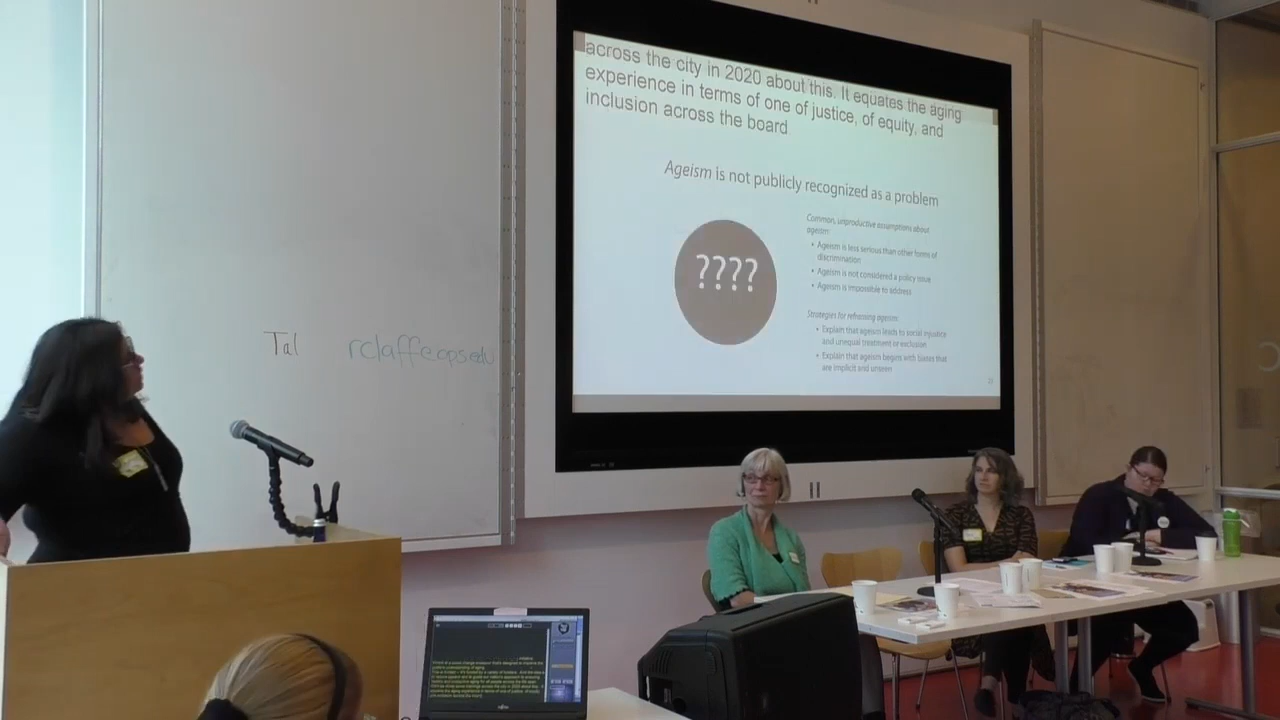 across the city in 2020 about this. It equates the aging
experience in terms of one of justice, of equity, and
inclusion across the board
Ageism is not publicly recognized as a problem
????
Common, unproductive assumptions about
ageism:
• Ageism is less serious than other forms of
discrimination
• Ageism is not considered a policy issue
• Ageism is impossible to address
Strategies for reframing ageism:
• Explain that ageism leads to social injustice
and unequal treatment or exclusion
• Explain that ageism begins with biases that
are implicit and unseen
Tal